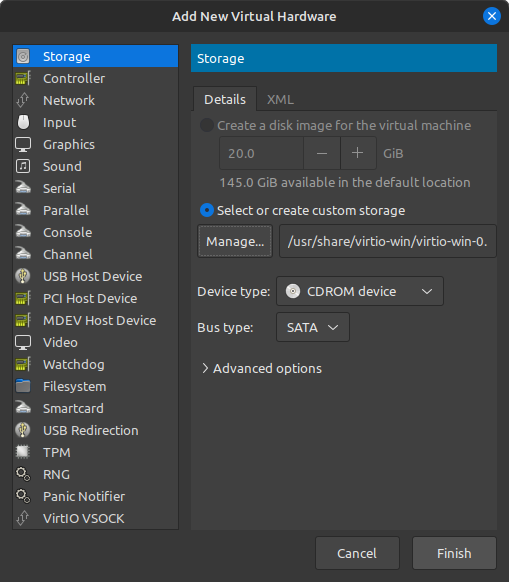 Add New Virtual Hardware
Storage
Controller
Network
Input
Graphics
Sound
Serial
Parallel
Console
Channel
USB Host Device
PCI Host Device
MDEV Host Device
Video
Watchdog
Filesystem
Smartcard
USB Redirection
TPM
RNG
Panic Notifier
VirtIO VSOCK
Storage
Details XML
Create a disk image for the virtual machine
20.0 − + GiB
145.0 GiB available in the default location
Select or create custom storage
Manage... /usr/share/virtio-win/virtio-win-0.
Device type: CDROM device
Bus type: SATA
Advanced options
Cancel Finish